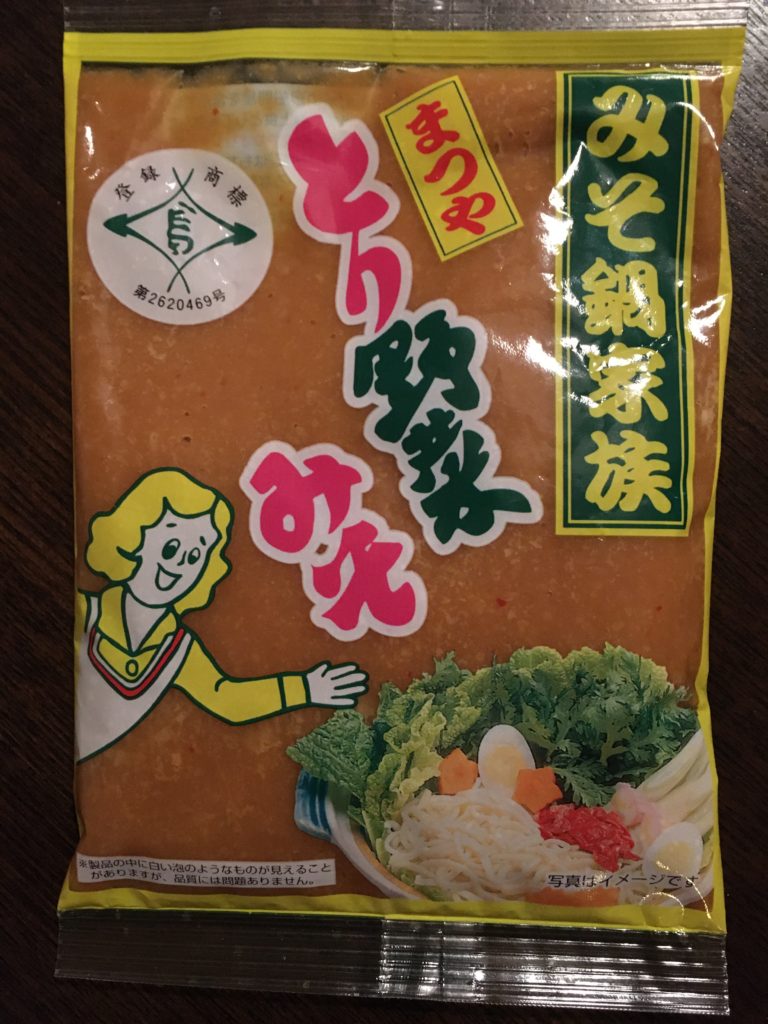 みそ鍋家族
まつや
とり野菜
みそ
登録商標
鳥
第2620469号
※製品の中に白い泡のようなものが見えること
がありますが、品質には問題ありません。
写真はイメージです